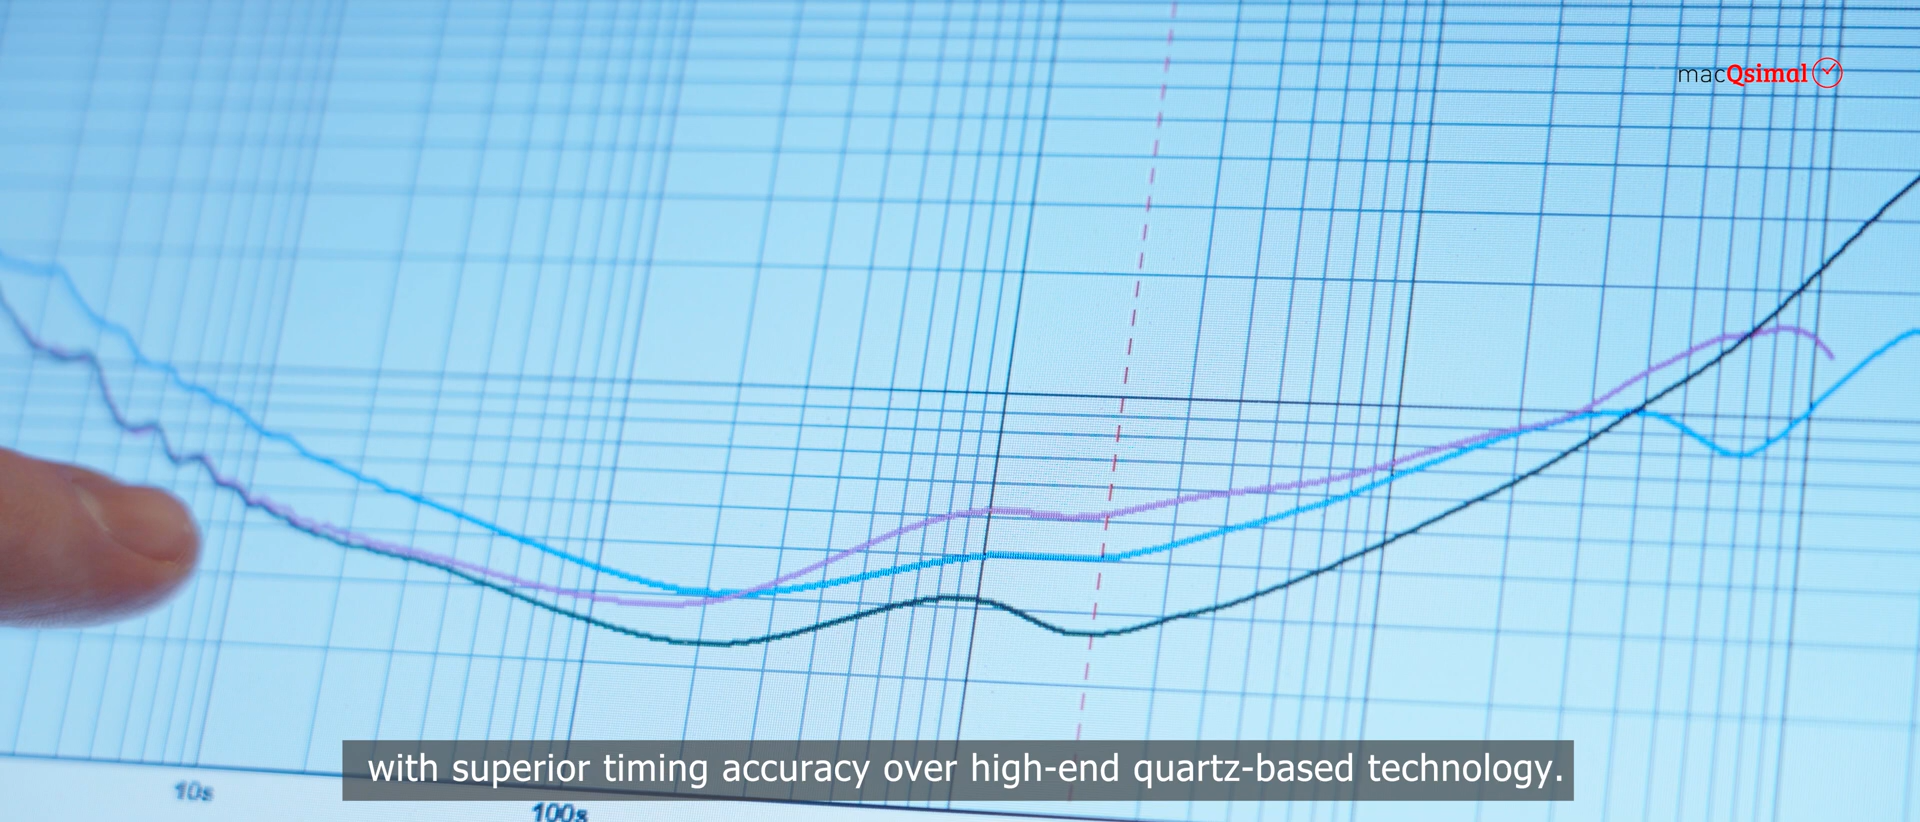 macQsimal
with superior timing accuracy over high-end quartz-based technology.
10s
100s